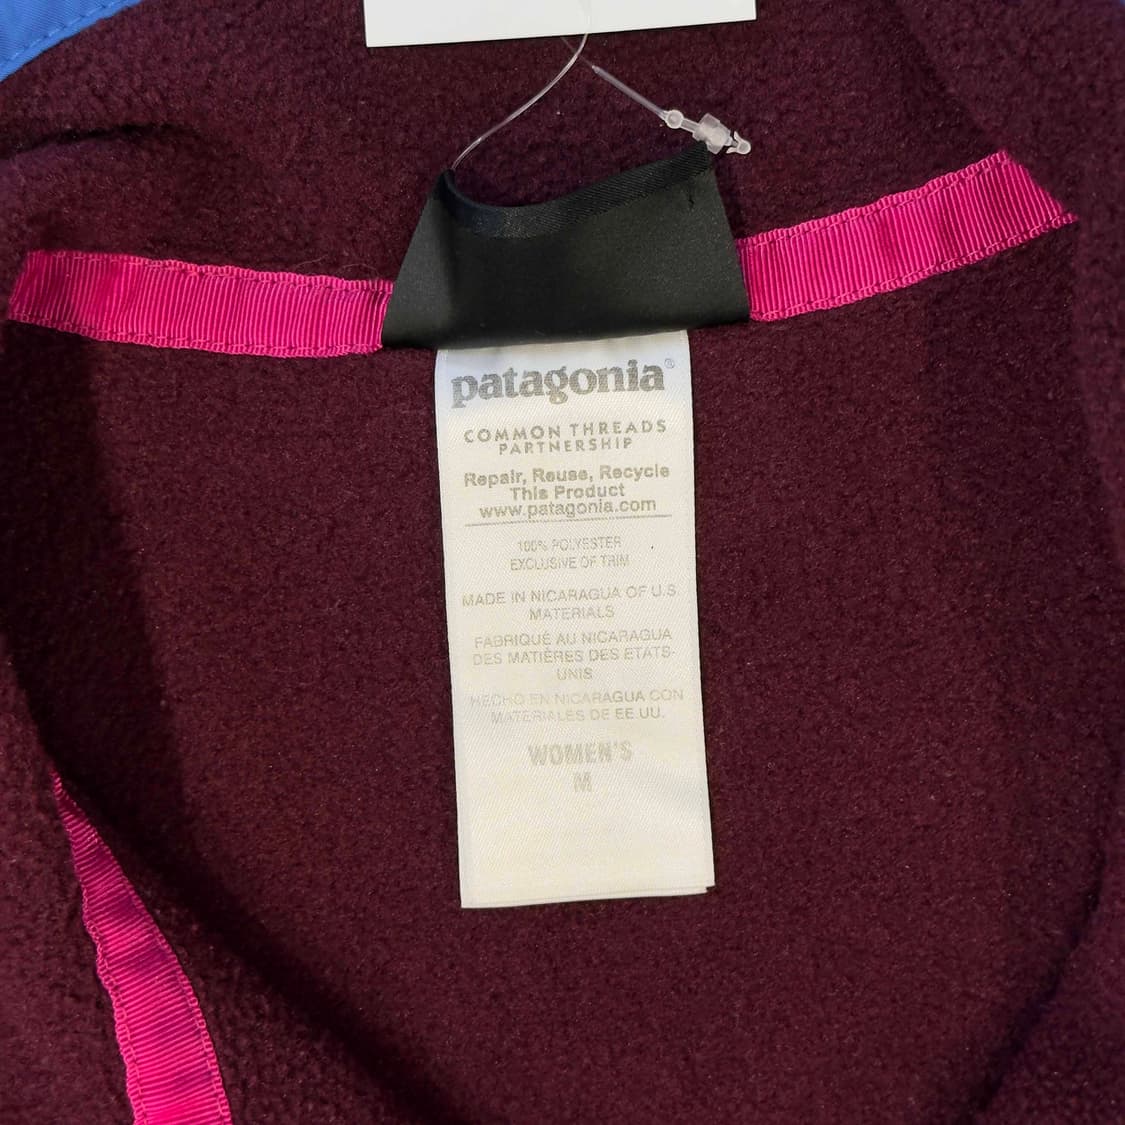 patagonia®
COMMON THREADS
PARTNERSHIP
Repair, Reuse, Recycle
This Product
www.patagonia.com
100% POLYESTER
EXCLUSIVE OF TRIM
MADE IN NICARAGUA OF U.S.
MATERIALS
FABRIQUÉ AU NICARAGUA
DES MATIÈRES DES ETATS-
UNIS
HECHO EN NICARAGUA CON
MATERIALES DE EE UU.
WOMEN'S
M